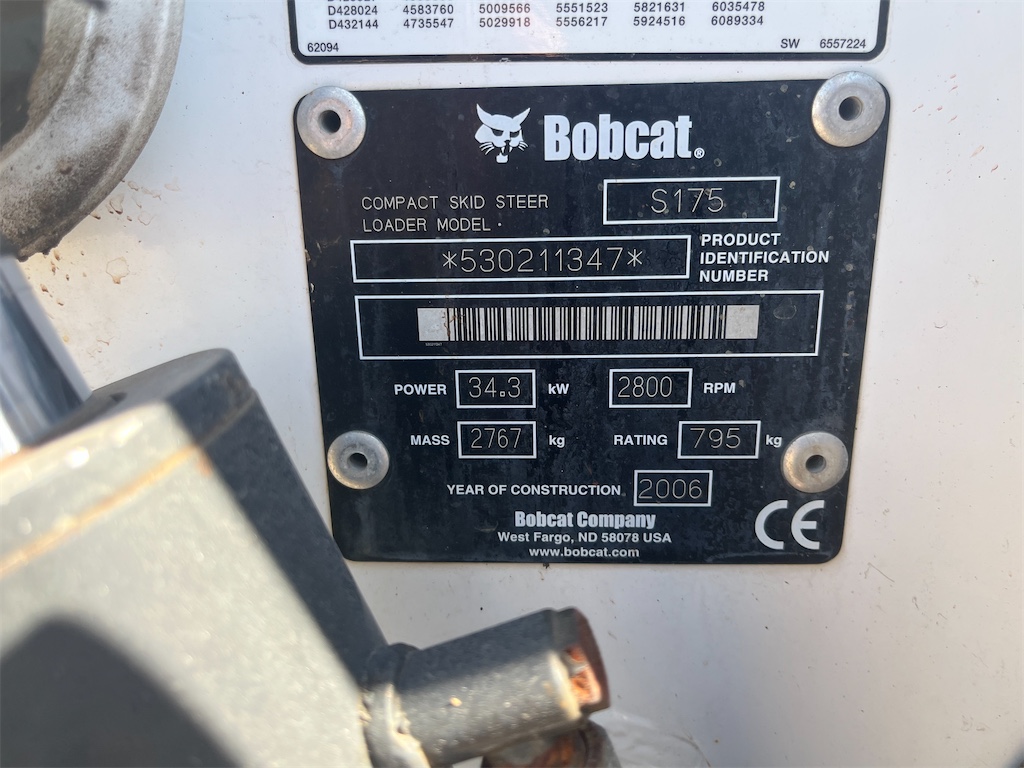 D428024 4583760 5009566 5551523 5821631 6035478
D432144 4735547 5029918 5556217 5924516 6089334
62094 SW 6557224
Bobcat®
COMPACT SKID STEER
LOADER MODEL.
S175
*530211347*
PRODUCT
IDENTIFICATION
NUMBER
POWER 34.3 kW 2800 RPM
MASS 2767 kg RATING 795 kg
YEAR OF CONSTRUCTION 2006
Bobcat Company
West Fargo, ND 58078 USA
www.bobcat.com
CE